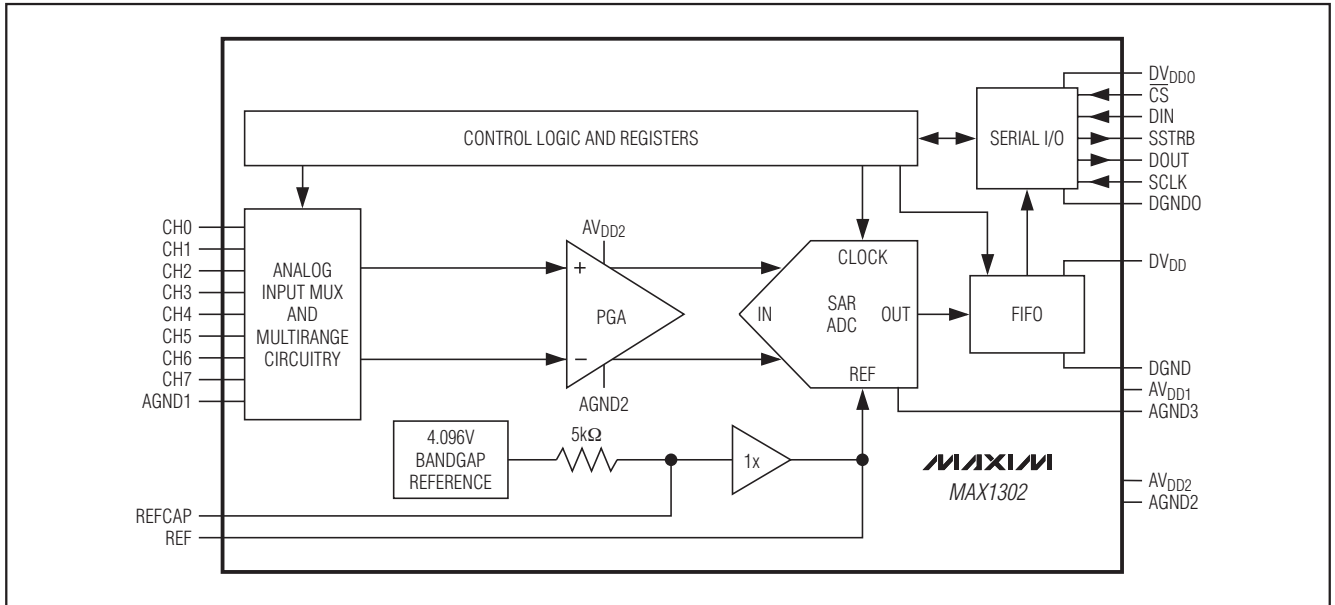 DVDDO
CS
DIN
SSTRB
DOUT
SCLK
DGNDO
CONTROL LOGIC AND REGISTERS
SERIAL I/O
CH0
CH1
CH2
CH3
CH4
CH5
CH6
CH7
AGND1
ANALOG
INPUT MUX
AND
MULTIRANGE
CIRCUITRY
AVDD2
+
PGA
−
AGND2
CLOCK
IN
SAR
ADC
OUT
REF
FIFO
DVDD
DGND
AVDD1
AGND3
4.096V
BANDGAP
REFERENCE
5kΩ
1x
MAXIM
MAX1302
AVDD2
AGND2
REFCAP
REF